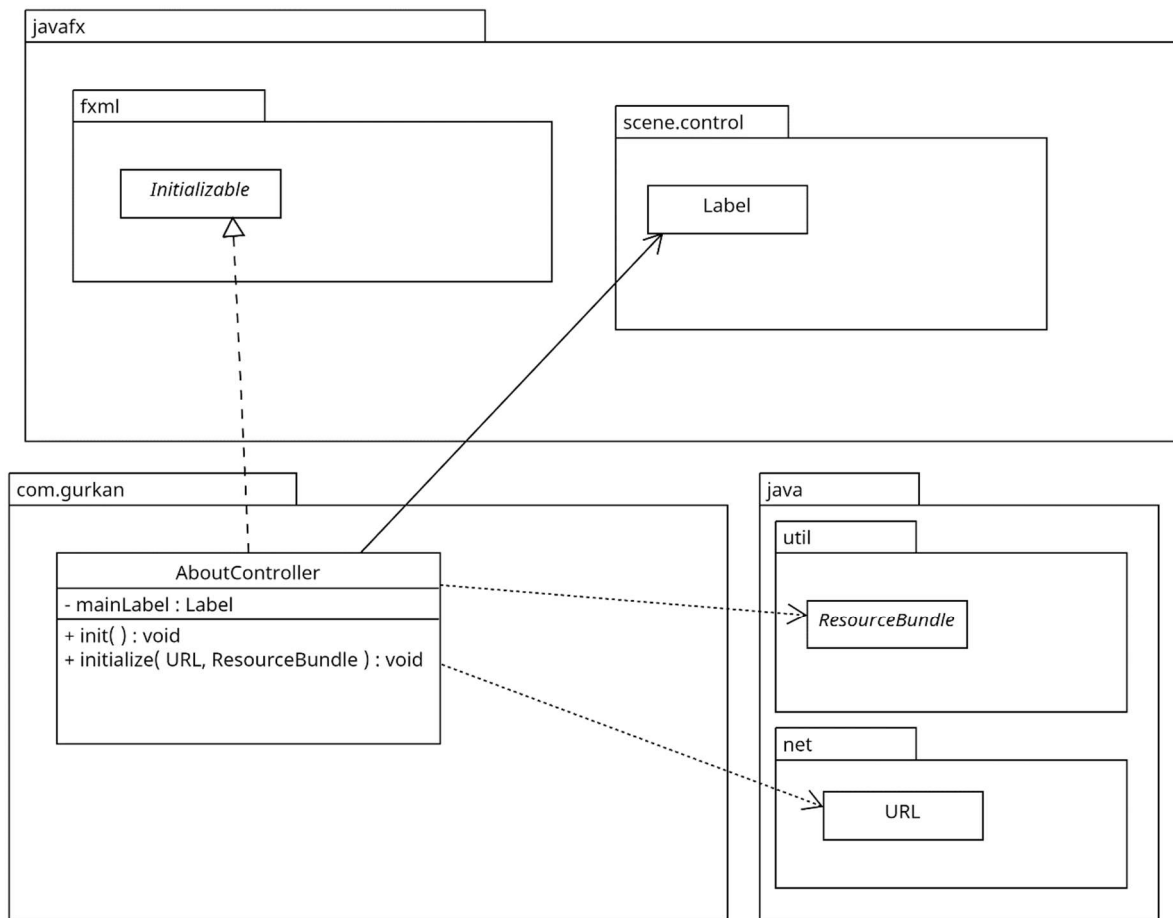 javafx
fxml
Initializable
scene.control
Label
com.gurkan
AboutController
- mainLabel : Label
+ init( ) : void
+ initialize( URL, ResourceBundle ) : void
java
util
ResourceBundle
net
URL